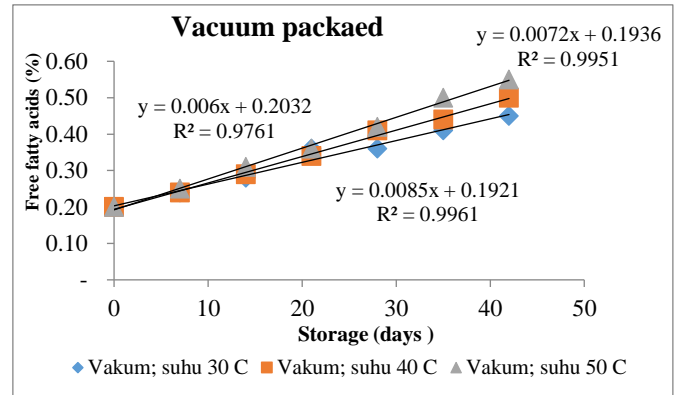 Vacuum packaed
y = 0.0072x + 0.1936
R² = 0.9951
y = 0.006x + 0.2032
R² = 0.9761
y = 0.0085x + 0.1921
R² = 0.9961
Free fatty acids (%)
0.60
0.50
0.40
0.30
0.20
0.10
-
0 10 20 30 40 50
Storage (days )
Vakum; suhu 30 C Vakum; suhu 40 C Vakum; suhu 50 C